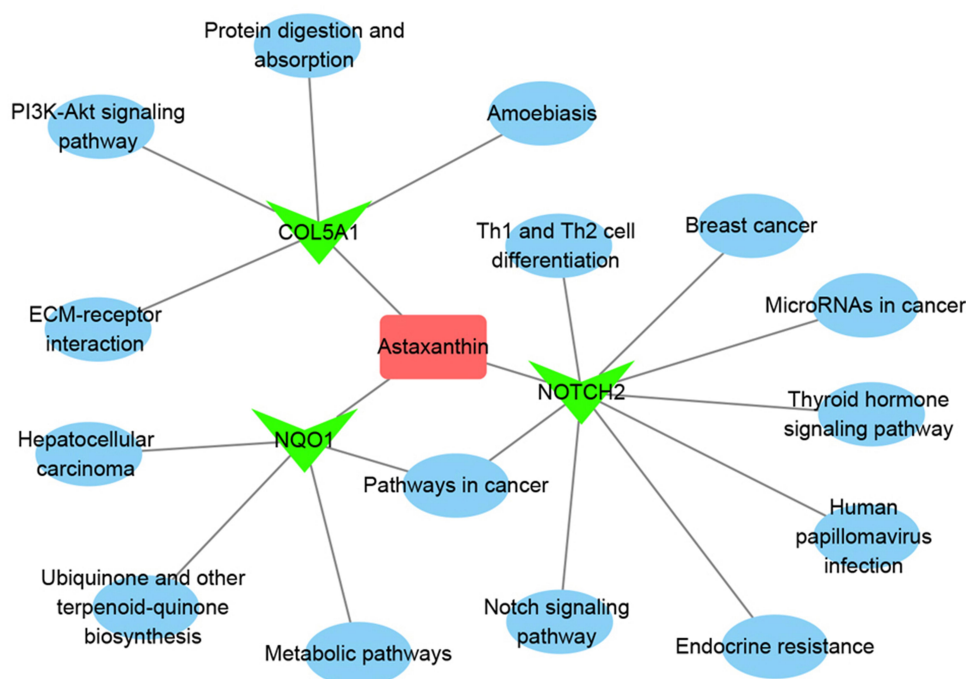 Protein digestion and
absorption
PI3K-Akt signaling
pathway
Amoebiasis
COL5A1
Th1 and Th2 cell
differentiation
Breast cancer
ECM-receptor
interaction
MicroRNAs in cancer
Astaxanthin
NOTCH2
Thyroid hormone
signaling pathway
Hepatocellular
carcinoma
NQO1
Pathways in cancer
Human
papillomavirus
infection
Ubiquinone and other
terpenoid-quinone
biosynthesis
Metabolic pathways
Notch signaling
pathway
Endocrine resistance